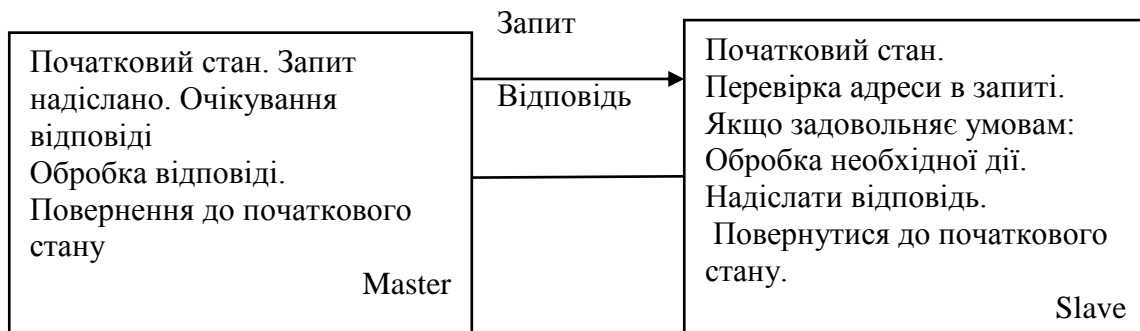 Початковий стан. Запит
надіслано. Очікування
відповіді
Обробка відповіді.
Повернення до початкового
стану
Master
Запит
Відповідь
Початковий стан.
Перевірка адреси в запиті.
Якщо задовольняє умовам:
Обробка необхідної дії.
Надіслати відповідь.
Повернутися до початкового
стану.
Slave